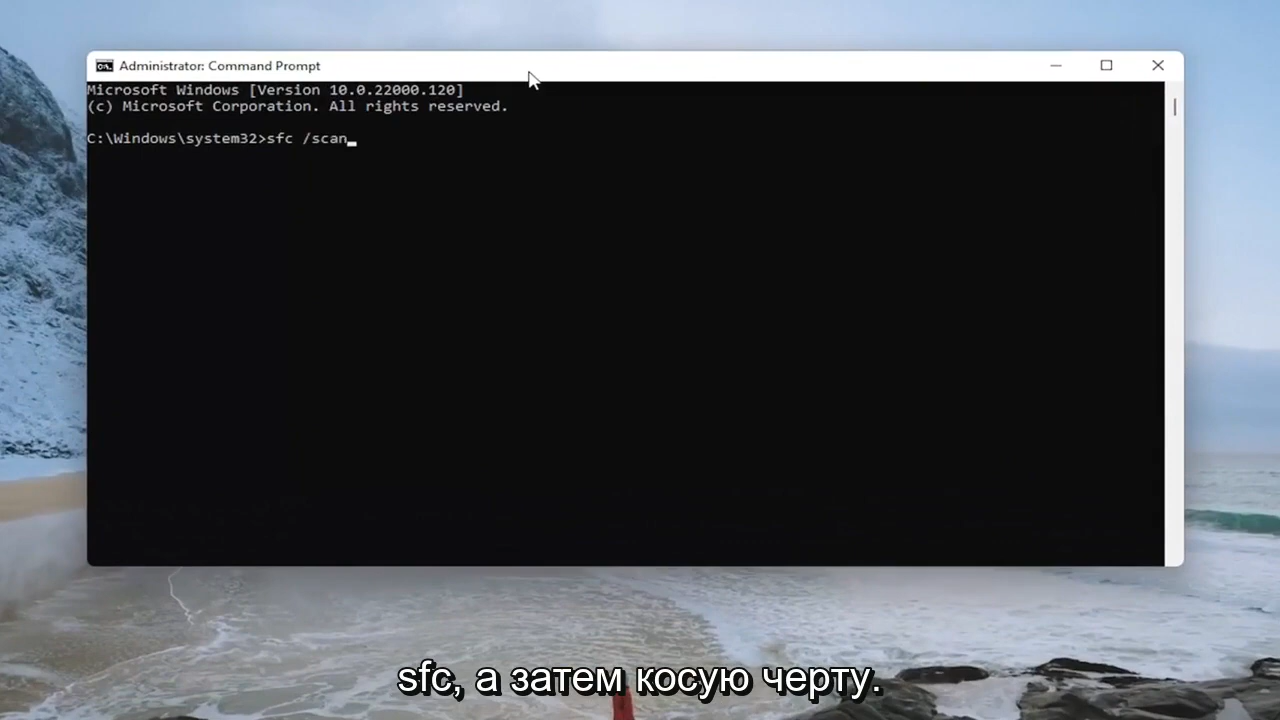 Administrator: Command Prompt
Microsoft Windows [Version 10.0.22000.120]
(c) Microsoft Corporation. All rights reserved.
C:\Windows\system32>sfc /scan
sfc, а затем косую черту.